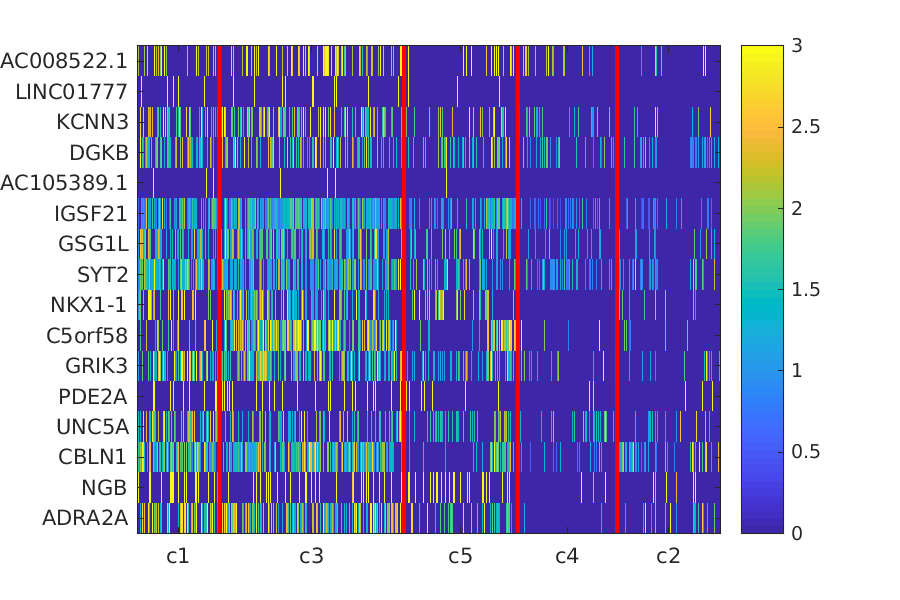 AC008522.1
LINC01777
KCNN3
DGKB
AC105389.1
IGSF21
GSG1L
SYT2
NKX1-1
C5orf58
GRIK3
PDE2A
UNC5A
CBLN1
NGB
ADRA2A
c1 c3 c5 c4 c2
3
2.5
2
1.5
1
0.5
0